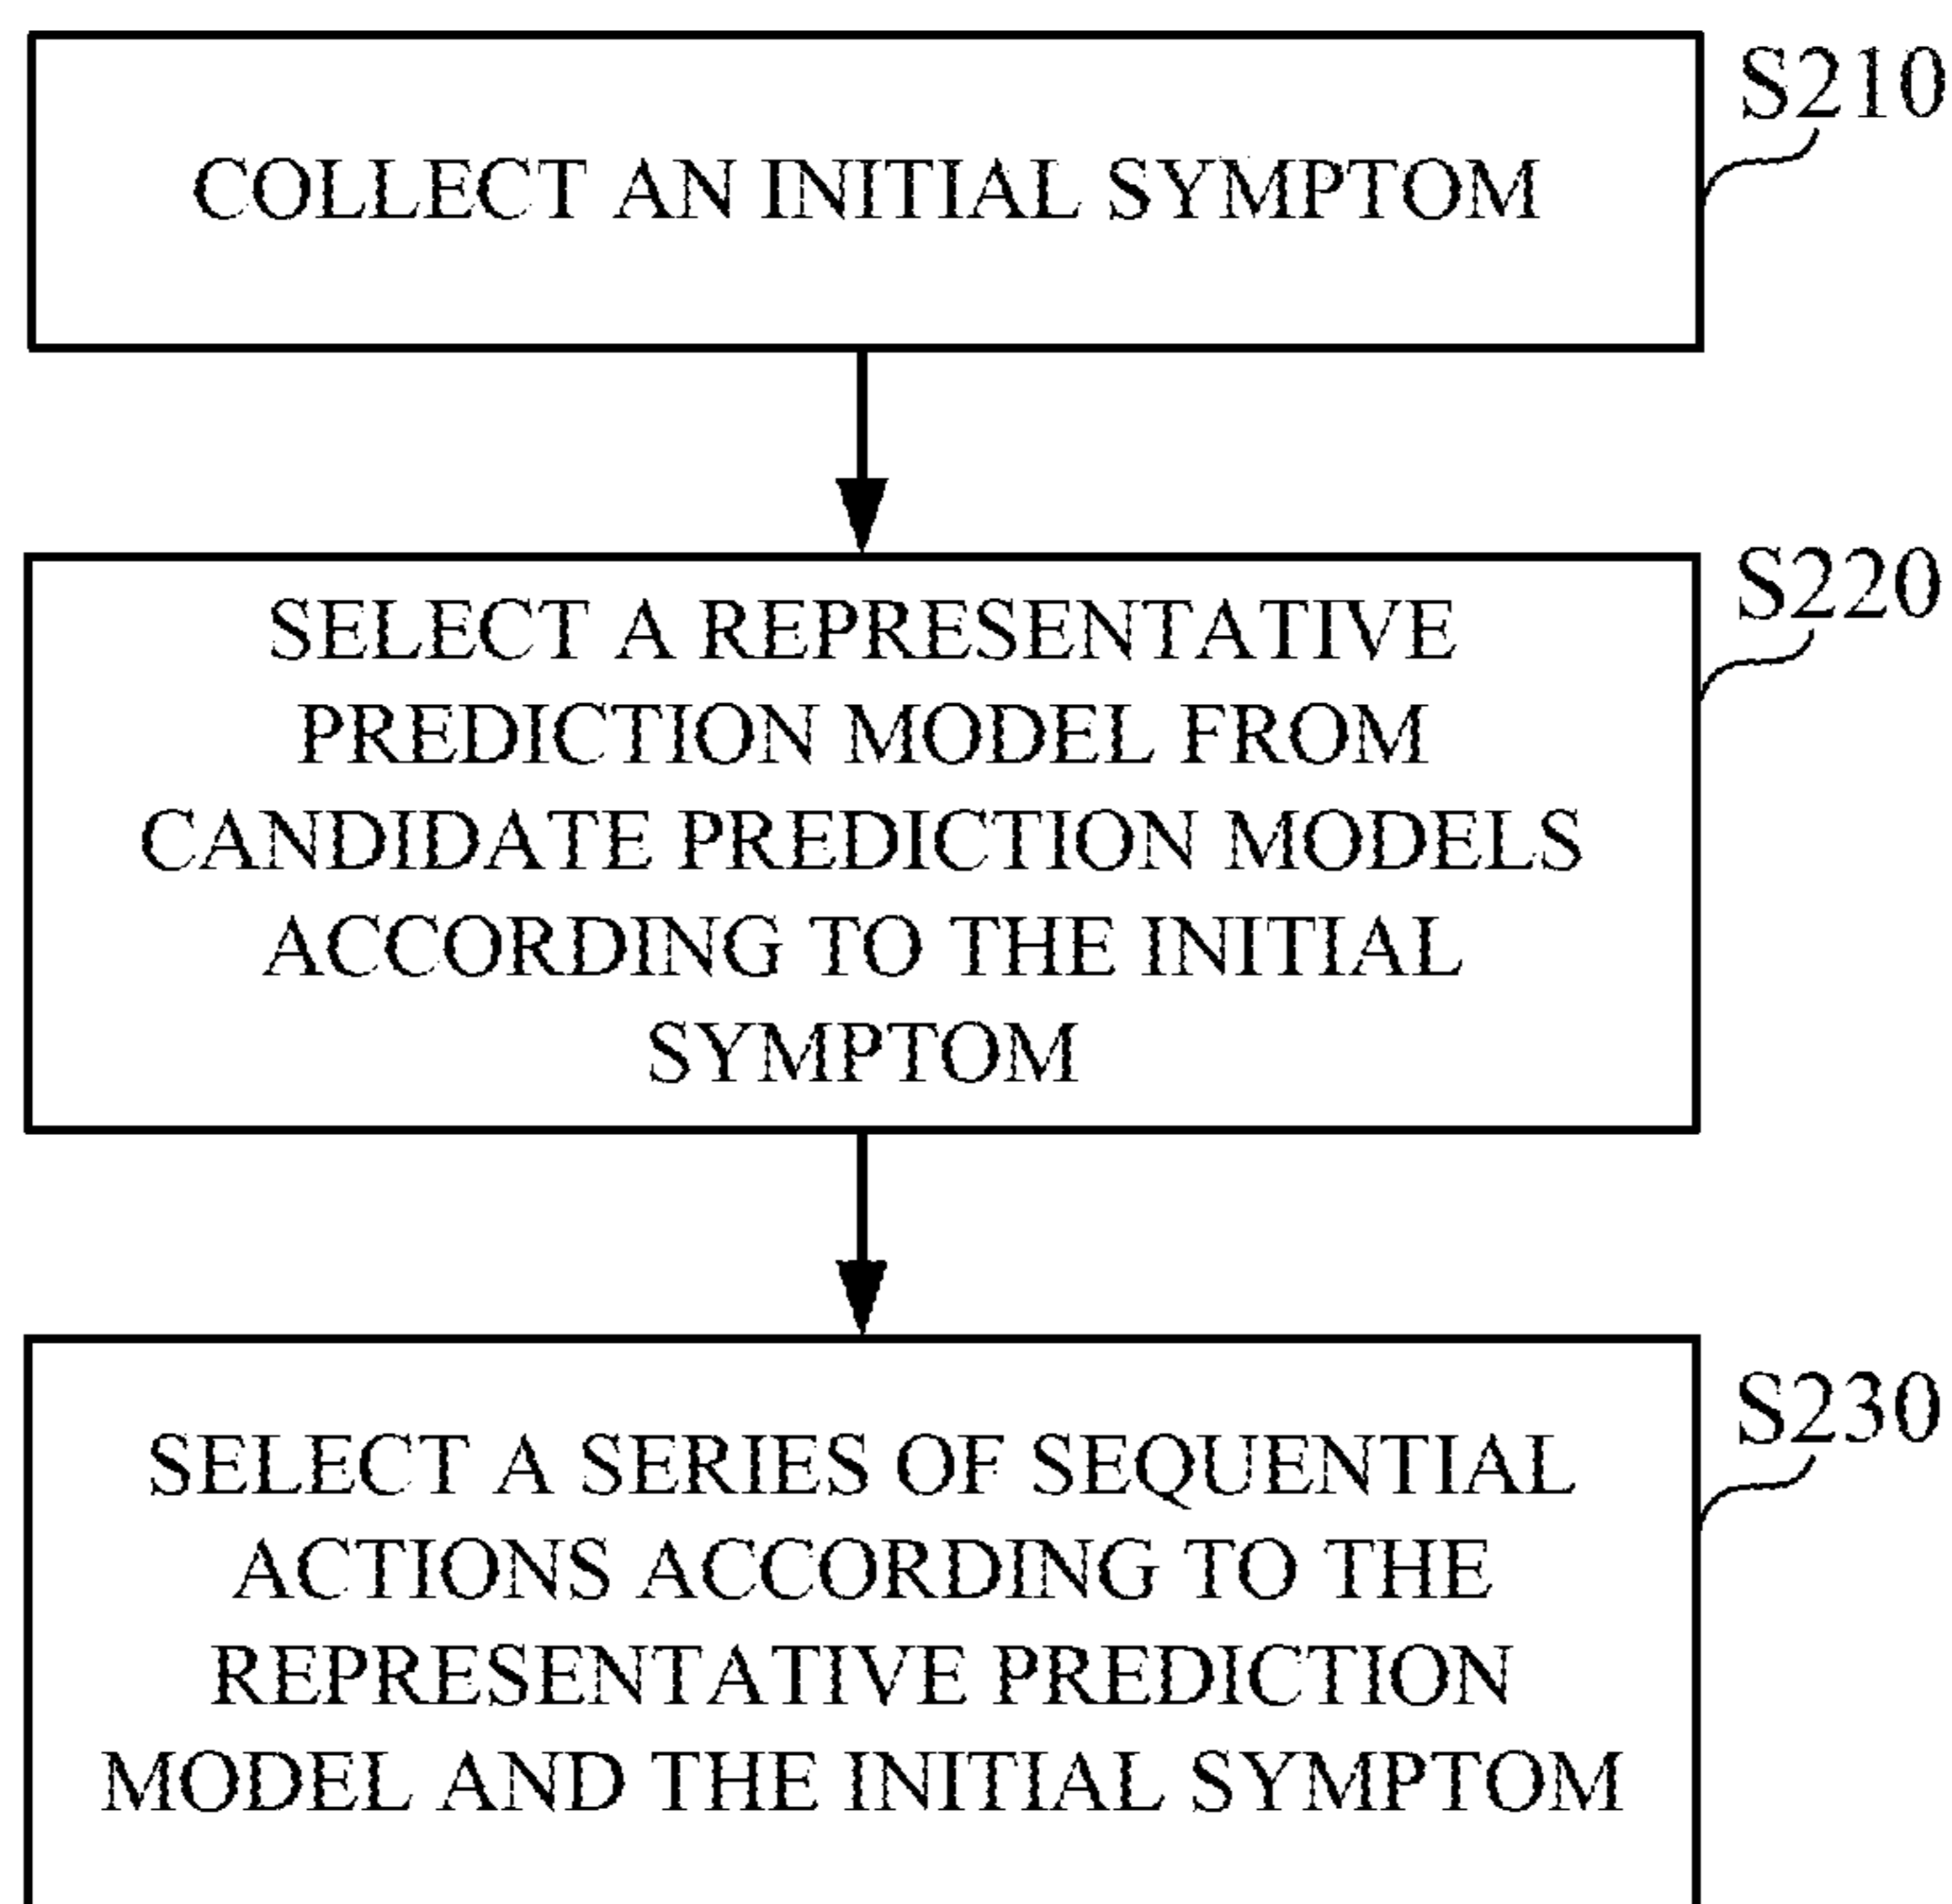 S210
COLLECT AN INITIAL SYMPTOM
S220
SELECT A REPRESENTATIVE
PREDICTION MODEL FROM
CANDIDATE PREDICTION MODELS
ACCORDING TO THE INITIAL
SYMPTOM
S230
SELECT A SERIES OF SEQUENTIAL
ACTIONS ACCORDING TO THE
REPRESENTATIVE PREDICTION
MODEL AND THE INITIAL SYMPTOM